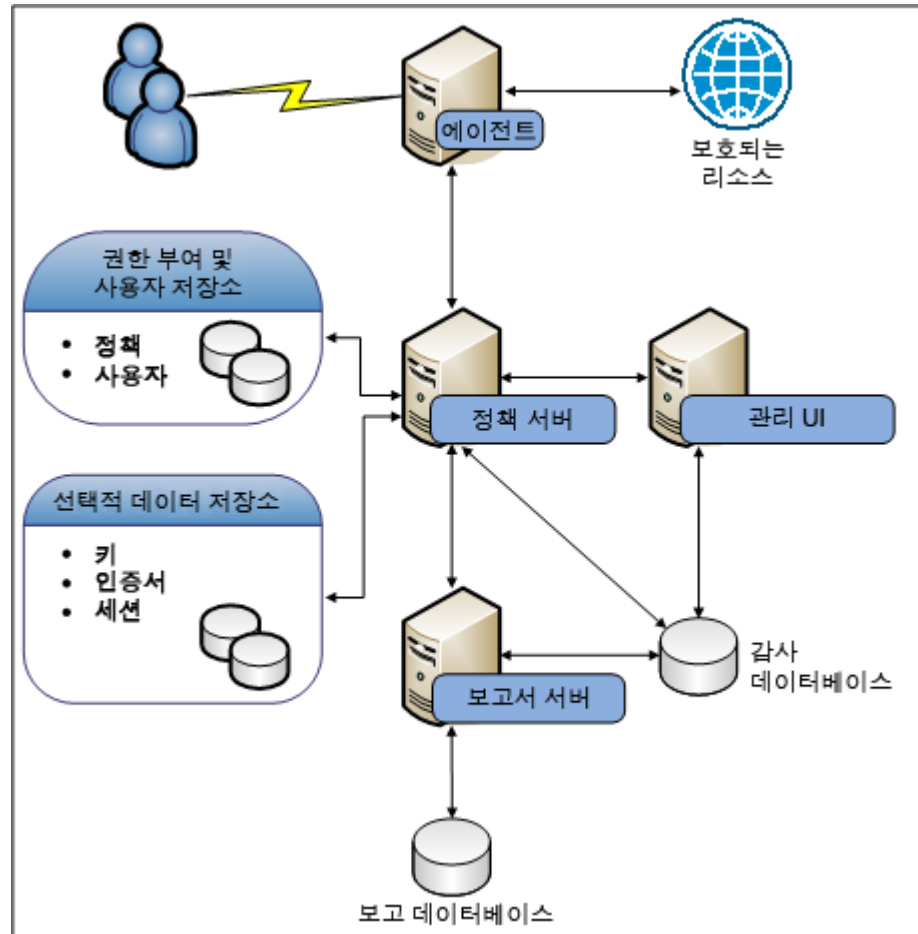 에이전트
보호되는
리소스
권한 부여 및
사용자 저장소
• 정책
• 사용자
정책 서버
관리 UI
선택적 데이터 저장소
• 키
• 인증서
• 세션
보고서 서버
감사
데이터베이스
보고 데이터베이스